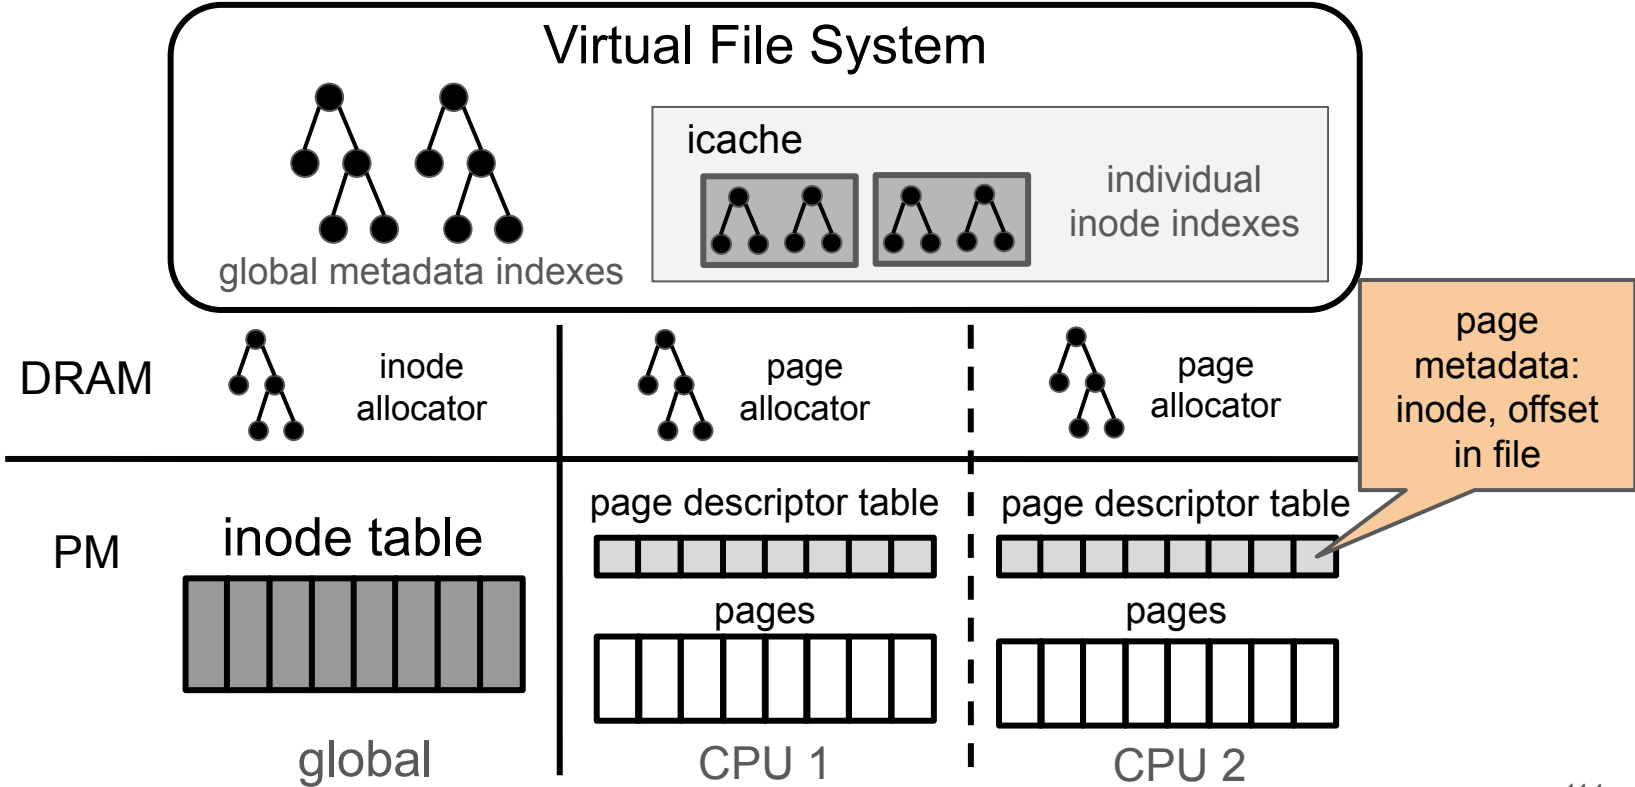 Virtual File System
icache
individual
inode indexes
global metadata indexes
DRAM
inode
allocator
page
allocator
page
allocator
page
metadata:
inode, offset
in file
PM
inode table
page descriptor table
pages
page descriptor table
pages
global
CPU 1
CPU 2